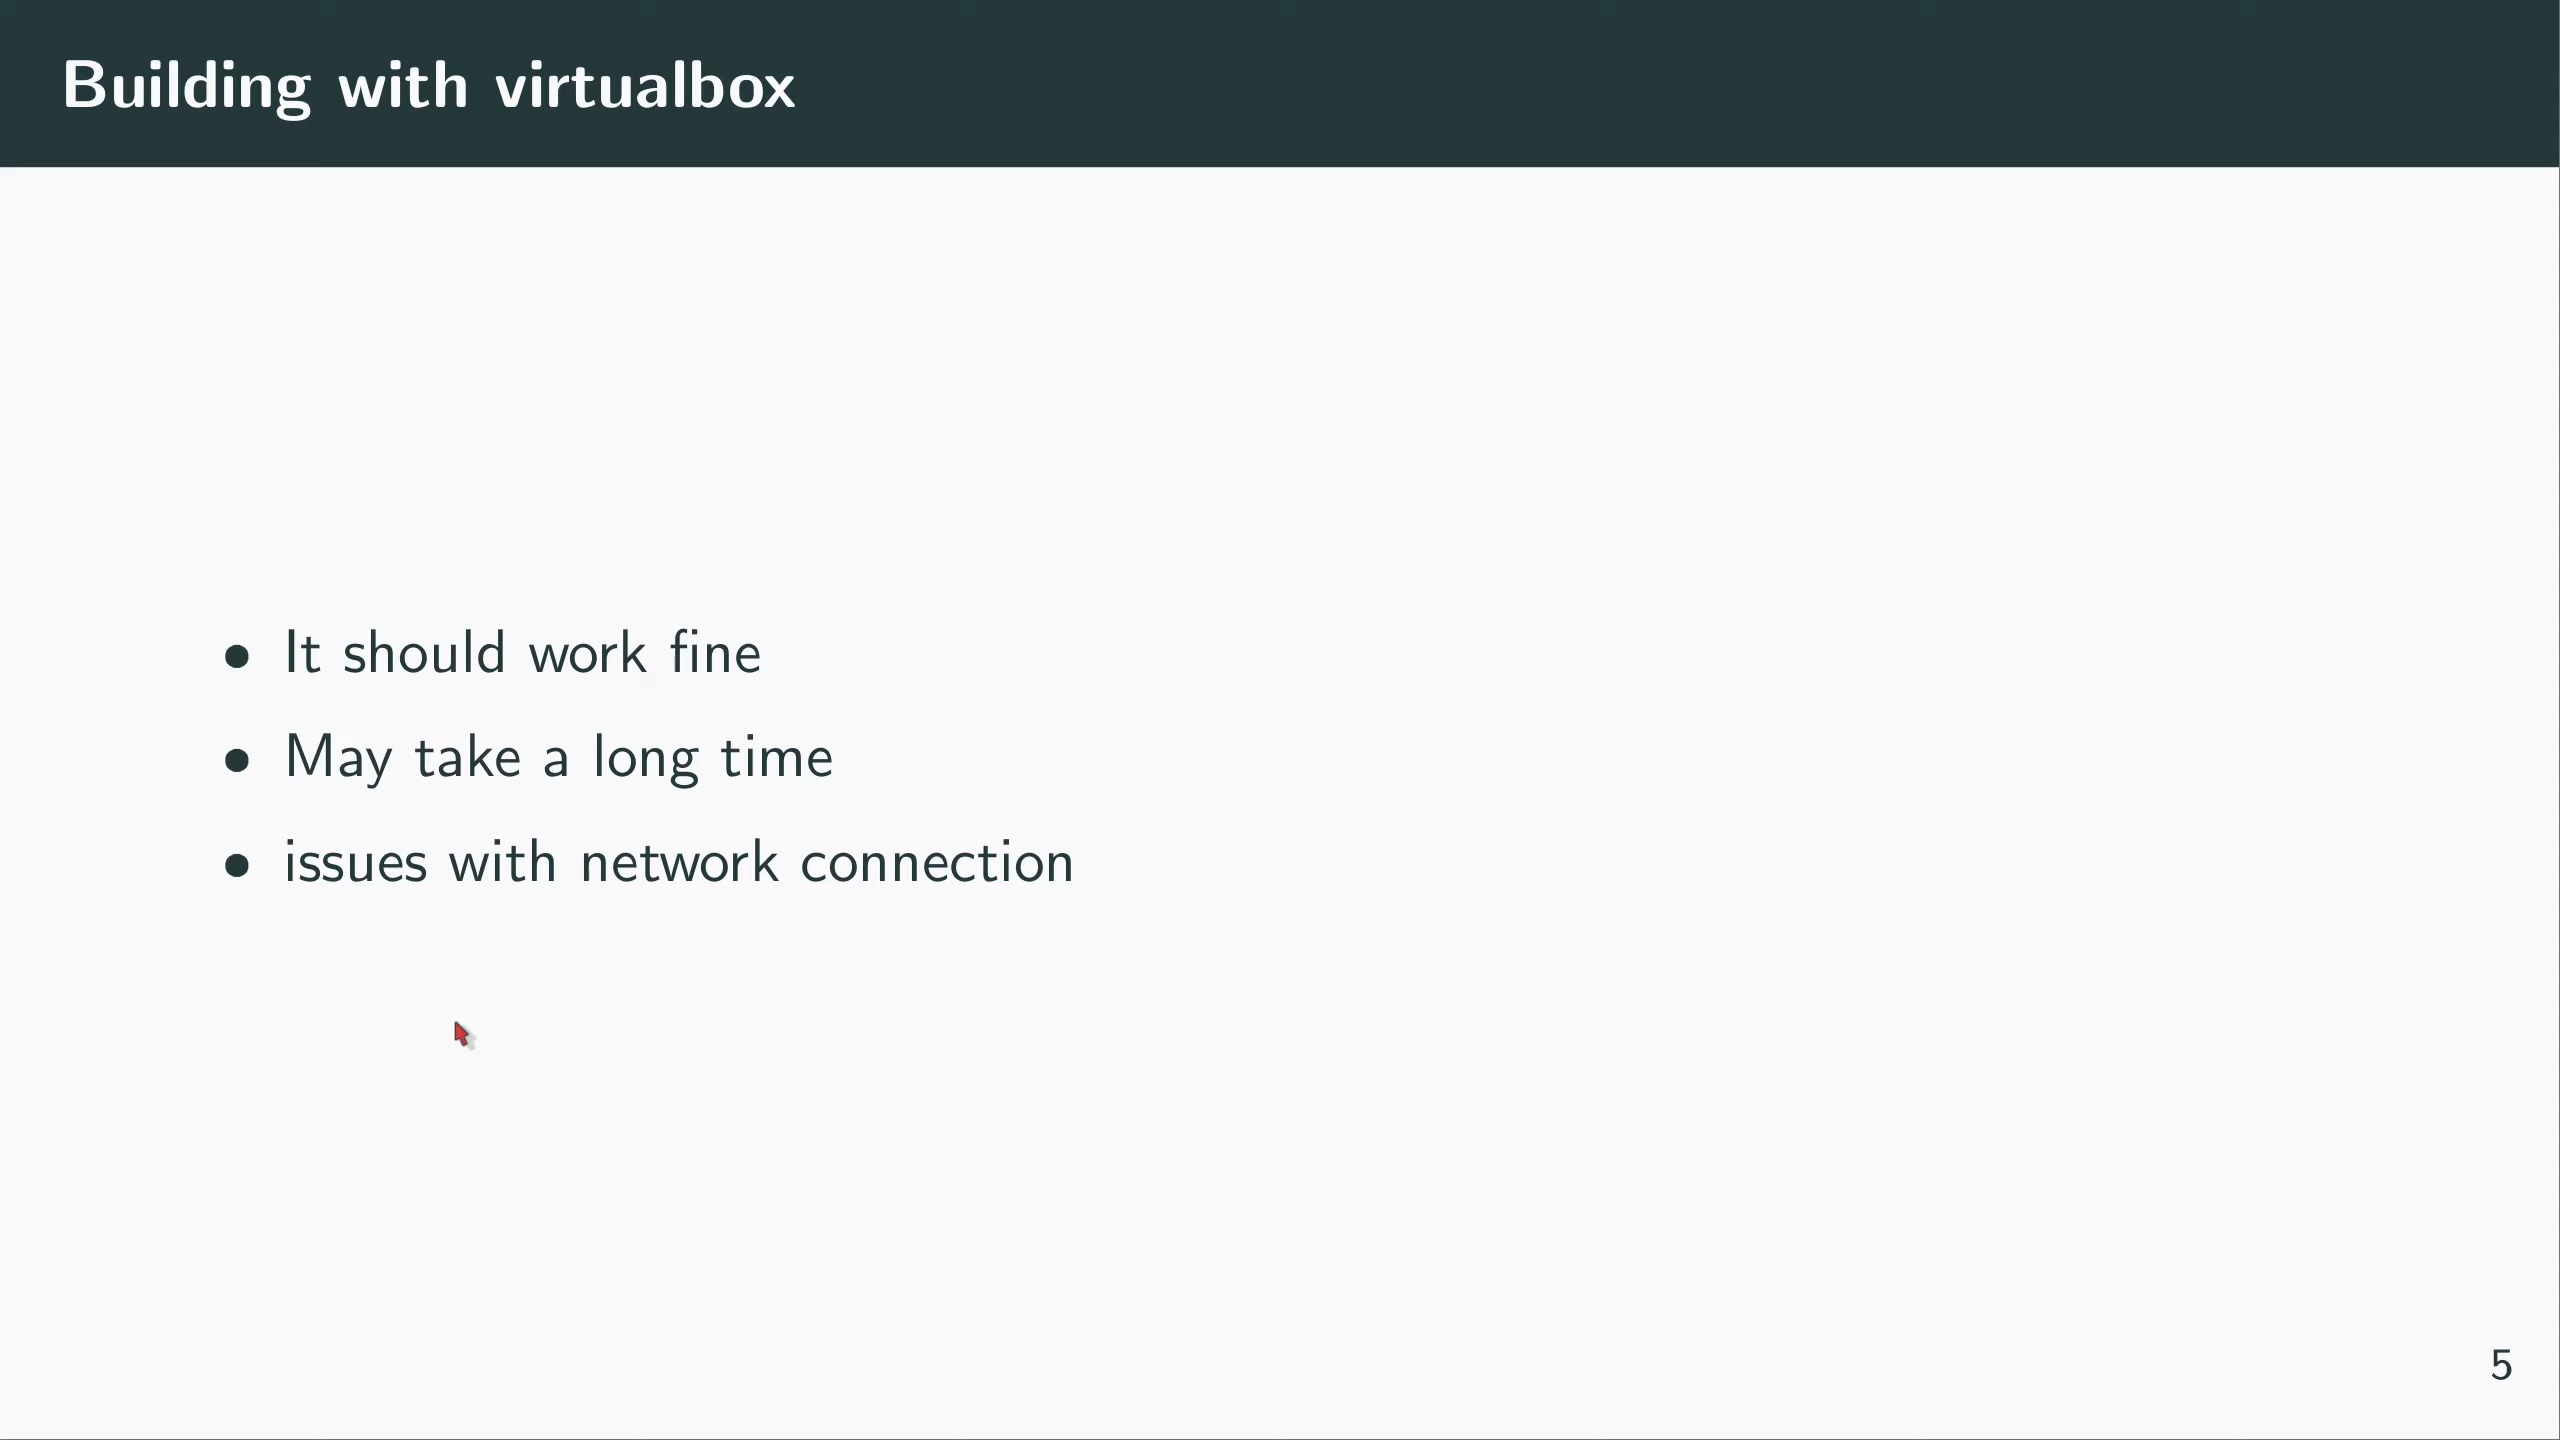 Building with virtualbox
• It should work fine
• May take a long time
• issues with network connection
5